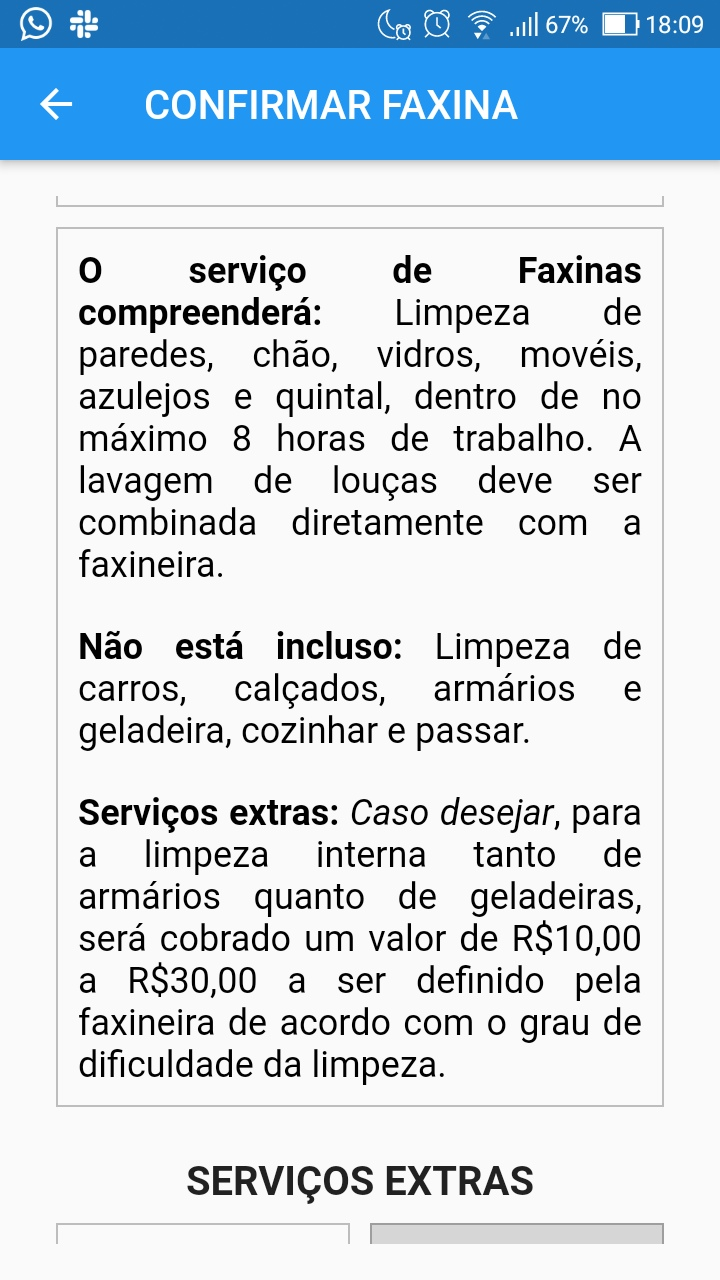 67% 18:09
CONFIRMAR FAXINA
O serviço de Faxinas
compreenderá: Limpeza de
paredes, chão, vidros, movéis,
azulejos e quintal, dentro de no
máximo 8 horas de trabalho. A
lavagem de louças deve ser
combinada diretamente com a
faxineira.
Não está incluso: Limpeza de
carros, calçados, armários e
geladeira, cozinhar e passar.
Serviços extras: Caso desejar, para
a limpeza interna tanto de
armários quanto de geladeiras,
será cobrado um valor de R$10,00
a R$30,00 a ser definido pela
faxineira de acordo com o grau de
dificuldade da limpeza.
SERVIÇOS EXTRAS